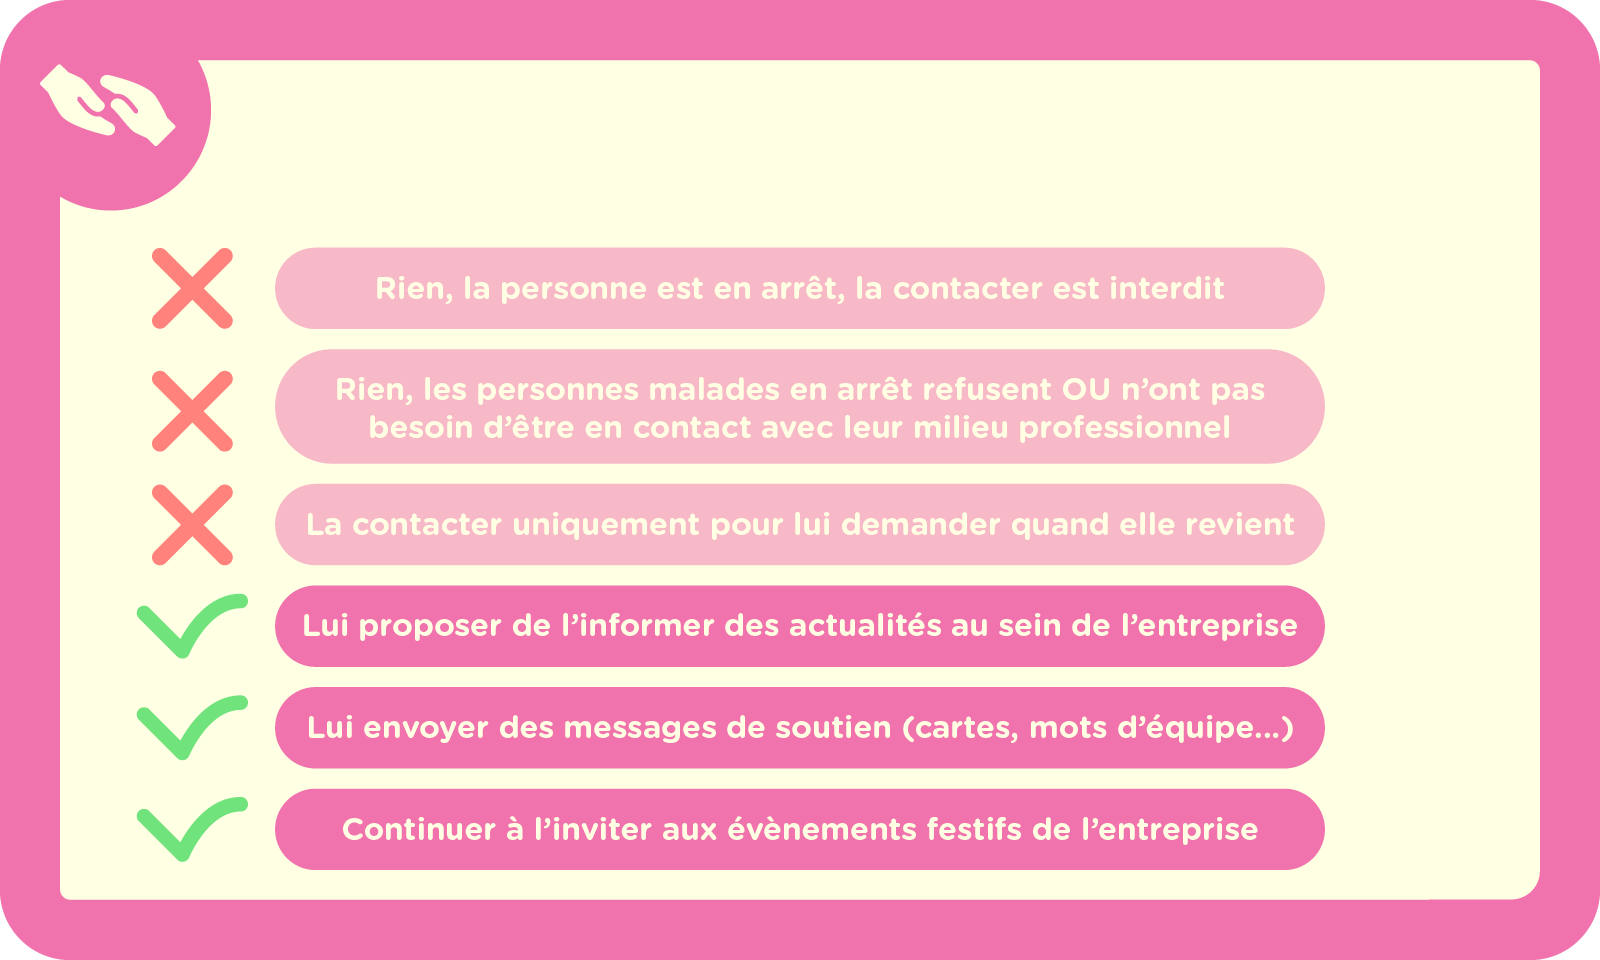 Rien, la personne est en arrêt, la contacter est interdit
Rien, les personnes malades en arrêt refusent OU n’ont pas
besoin d’être en contact avec leur milieu professionnel
La contacter uniquement pour lui demander quand elle revient
Lui proposer de l’informer des actualités au sein de l’entreprise
Lui envoyer des messages de soutien (cartes, mots d’équipe...)
Continuer à l’inviter aux évènements festifs de l’entreprise